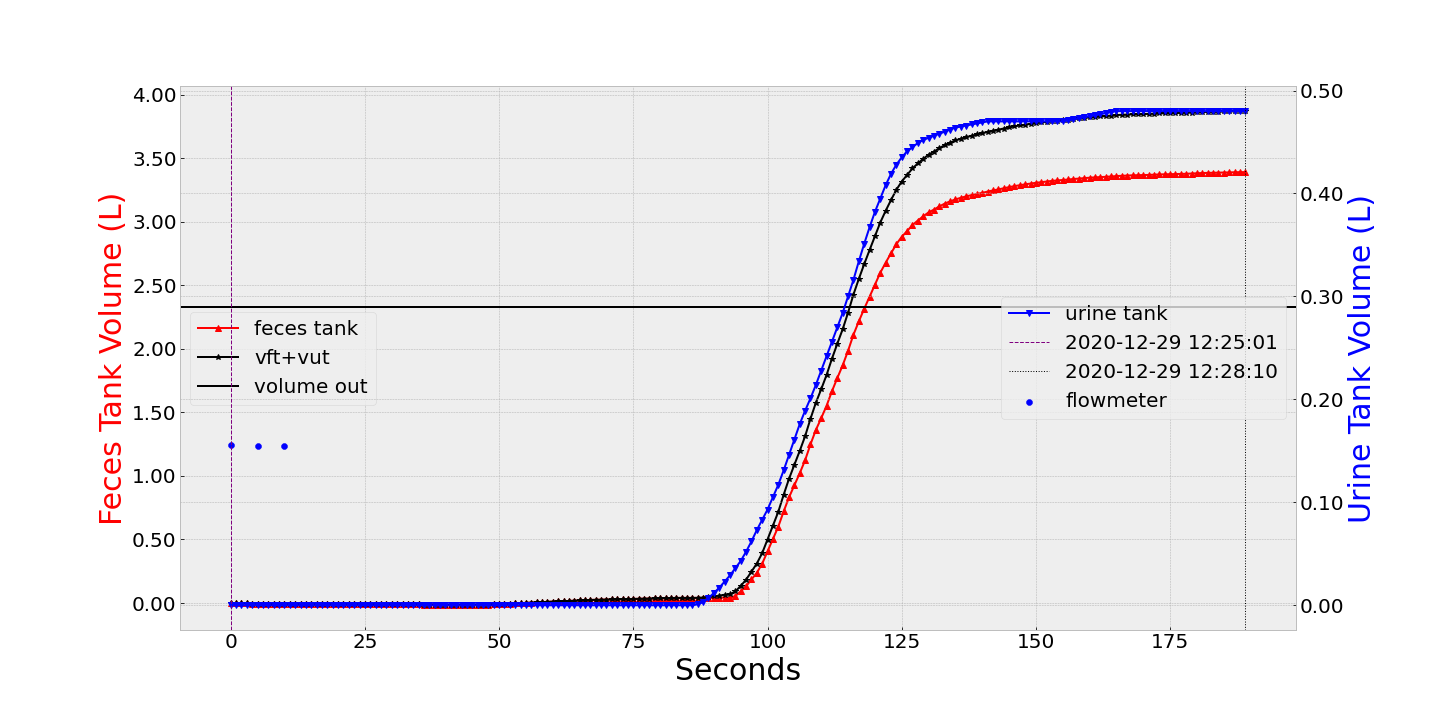 4.00
3.50
3.00
2.50
2.00
1.50
1.00
0.50
0.00
Feces Tank Volume (L)
feces tank
vft+vut
volume out
urine tank
2020-12-29 12:25:01
2020-12-29 12:28:10
flowmeter
0.50
0.40
0.30
0.20
0.10
0.00
Urine Tank Volume (L)
0 25 50 75 100 125 150 175
Seconds